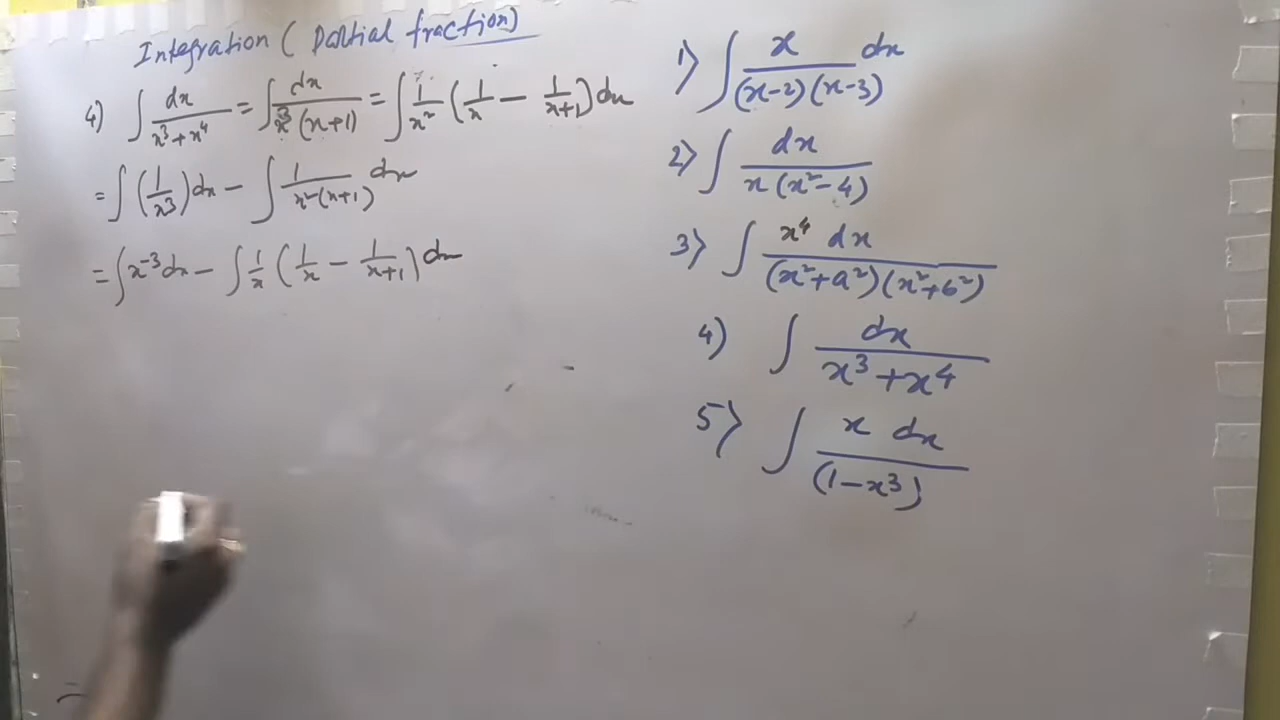 Integration ( Partial fraction)
4) ∫ dx/(x³+x⁴) = ∫ dx/(x³(x+1)) = ∫ 1/x² (1/x − 1/(x+1)) dx
= ∫ (1/x³) dx − ∫ 1/(x²(x+1)) dx
= ∫ x⁻³ dx − ∫ 1/x (1/x − 1/(x+1)) dx
=
1) ∫ x/((x-2)(x-3)) dx
2) ∫ dx/(x(x²-4))
3) ∫ x⁴ dx/((x²+a²)(x²+b²))
4) ∫ dx/(x³+x⁴)
5) ∫ x dx/(1-x³)